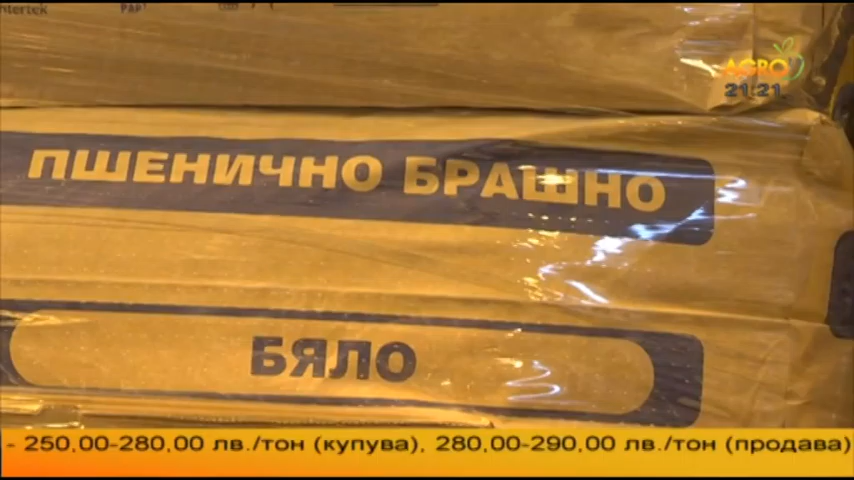 intertek
PAP
AGRO
21:21
ПШЕНИЧНО БРАШНО
БЯЛО
- 250,00-280,00 лв./тон (купува), 280,00-290,00 лв./тон (продава)